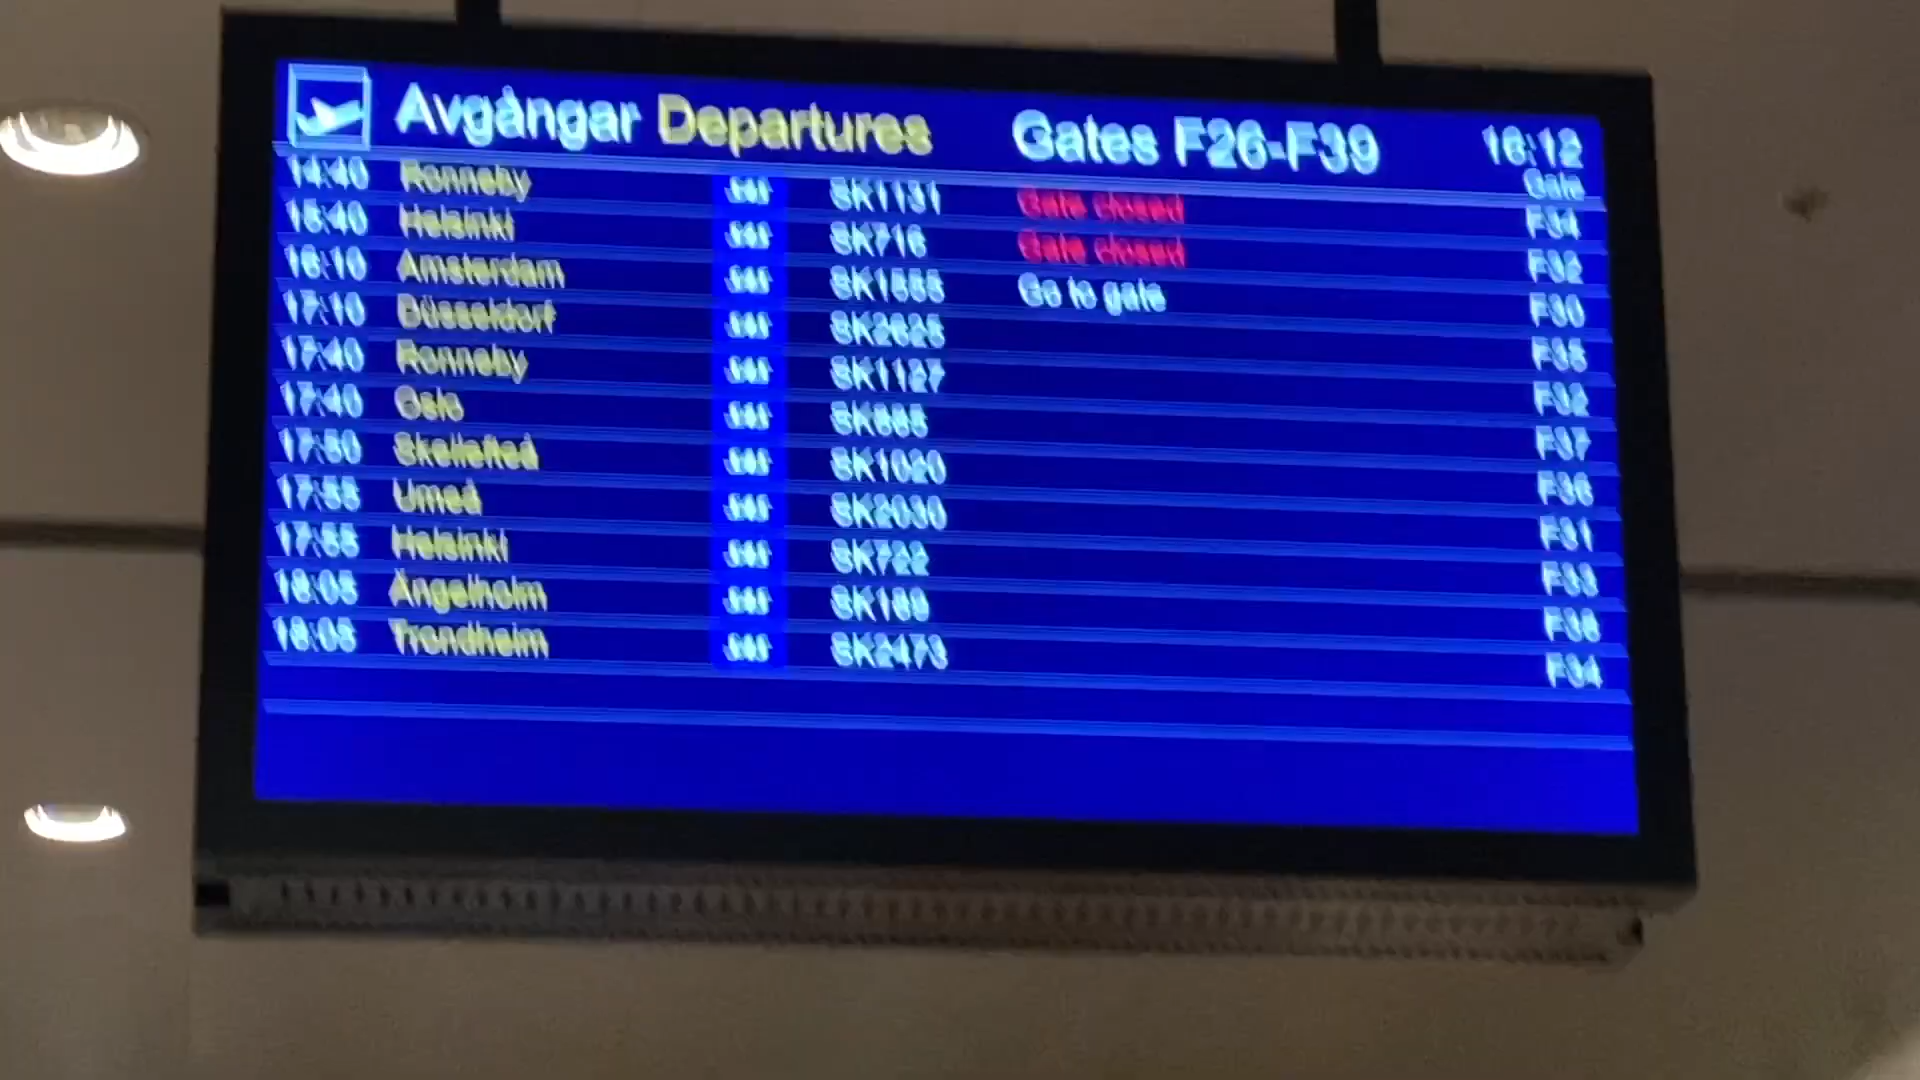 Avgångar Departures Gates F26-F39 16:12
Gate
14:40 Ronneby SK1131 Gate closed F34
15:40 Helsinki SK716 Gate closed F32
16:10 Amsterdam SK1555 Go to gate F30
17:10 Düsseldorf SK2625 F35
17:40 Ronneby SK1127 F32
17:40 Oslo F37
17:50 Skellefteå SK1020 F36
17:55 Umeå SK2030 F31
17:55 Helsinki SK722 F33
18:05 Ängelholm F38
18:05 Trondheim SK2473 F34